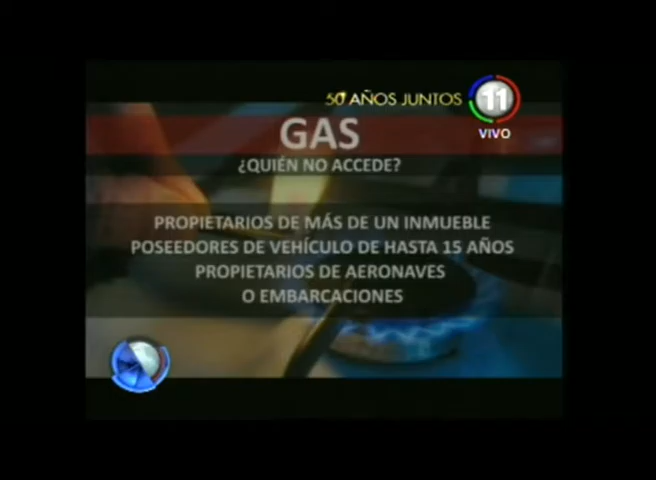 50 AÑOS JUNTOS
11
VIVO
GAS
¿QUIÉN NO ACCEDE?
PROPIETARIOS DE MÁS DE UN INMUEBLE
POSEEDORES DE VEHÍCULO DE HASTA 15 AÑOS
PROPIETARIOS DE AERONAVES
O EMBARCACIONES